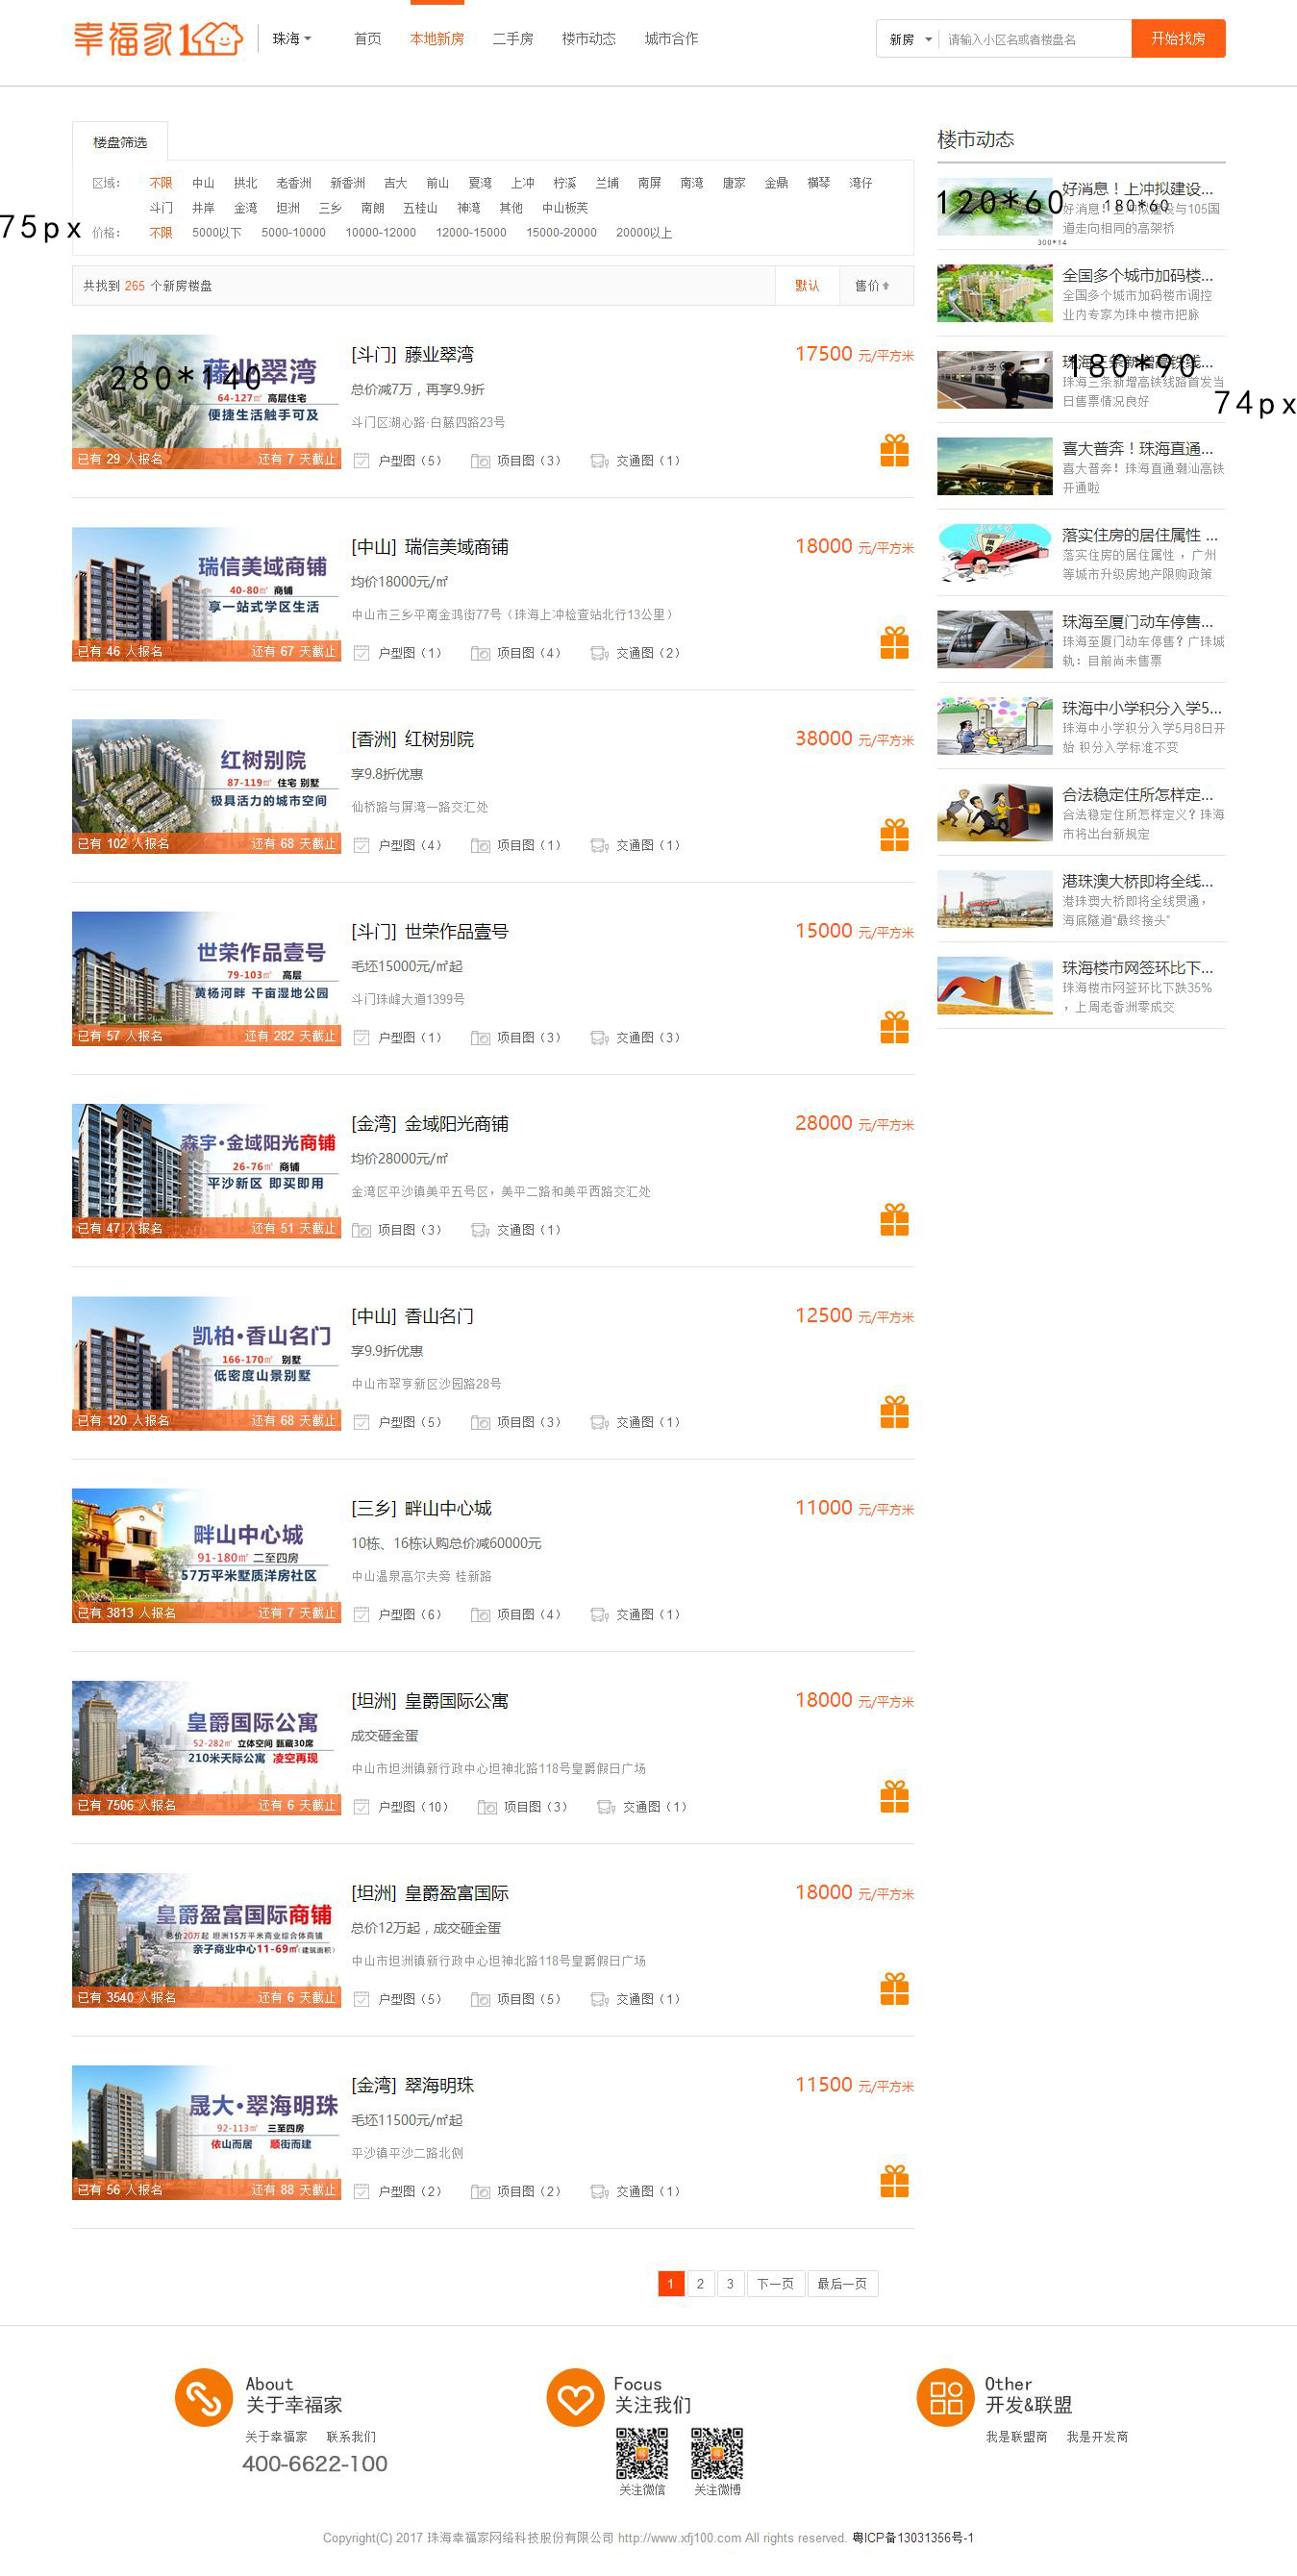 幸福家100
珠海
首页 本地新房 二手房 楼市动态 城市合作
新房 请输入小区名或者楼盘名 开始找房
楼盘筛选
区域： 不限 中山 拱北 老香洲 新香洲 吉大 前山 夏湾 上冲 柠溪 兰埔 南屏 南湾 唐家 金鼎 横琴 湾仔
斗门 井岸 金湾 坦洲 三乡 南朗 五桂山 神湾 其他 中山板芙
75px
价格： 不限 5000以下 5000-10000 10000-12000 12000-15000 15000-20000 20000以上
共找到 265 个新房楼盘 默认 售价
藤业翠湾
280*140
64-127㎡ 高层住宅
便捷生活触手可及
已有 29 人报名 还有 7 天截止
[斗门] 藤业翠湾 17500 元/平方米
总价减7万，再享9.9折
斗门区湖心路·白藤四路23号
户型图（5） 项目图（3） 交通图（1）
瑞信美域商铺
40-80㎡ 商铺
享一站式学区生活
已有 46 人报名 还有 67 天截止
[中山] 瑞信美域商铺 18000 元/平方米
均价18000元/㎡
中山市三乡平南金鸿街77号（珠海上冲检查站北行13公里）
户型图（1） 项目图（4） 交通图（2）
红树别院
87-119㎡ 住宅 别墅
极具活力的城市空间
已有 102 人报名 还有 68 天截止
[香洲] 红树别院 38000 元/平方米
享9.8折优惠
仙桥路与屏湾一路交汇处
户型图（4） 项目图（1） 交通图（1）
世荣作品壹号
79-103㎡ 高层
黄杨河畔 千亩湿地公园
已有 57 人报名 还有 282 天截止
[斗门] 世荣作品壹号 15000 元/平方米
毛坯15000元/㎡起
斗门珠峰大道1399号
户型图（1） 项目图（3） 交通图（3）
森宇·金域阳光商铺
26-76㎡ 商铺
平沙新区 即买即用
已有 47 人报名 还有 51 天截止
[金湾] 金域阳光商铺 28000 元/平方米
均价28000元/㎡
金湾区平沙镇美平五号区，美平二路和美平西路交汇处
项目图（3） 交通图（1）
凯柏·香山名门
166-170㎡ 别墅
低密度山景别墅
已有 120 人报名 还有 68 天截止
[中山] 香山名门 12500 元/平方米
享9.9折优惠
中山市翠亨新区沙园路28号
户型图（5） 项目图（3） 交通图（1）
畔山中心城
91-180㎡ 二至四房
57万平米墅质洋房社区
已有 3813 人报名 还有 7 天截止
[三乡] 畔山中心城 11000 元/平方米
10栋、16栋认购总价减60000元
中山温泉高尔夫旁 桂新路
户型图（6） 项目图（4） 交通图（1）
皇爵国际公寓
52-282㎡ 立体空间 甄藏30席
210米天际公寓 凌空再现
已有 7506 人报名 还有 6 天截止
[坦洲] 皇爵国际公寓 18000 元/平方米
成交砸金蛋
中山市坦洲镇新行政中心坦神北路118号皇爵假日广场
户型图（10） 项目图（3） 交通图（1）
皇爵盈富国际商铺
总价20万起 坦洲15万平米商业综合体商铺
亲子商业中心11-69㎡(建筑面积)
已有 3540 人报名 还有 6 天截止
[坦洲] 皇爵盈富国际 18000 元/平方米
总价12万起，成交砸金蛋
中山市坦洲镇新行政中心坦神北路118号皇爵假日广场
户型图（5） 项目图（5） 交通图（1）
晟大·翠海明珠
92-113㎡ 三至四房
依山而居 顺街而建
已有 56 人报名 还有 88 天截止
[金湾] 翠海明珠 11500 元/平方米
毛坯11500元/㎡起
平沙镇平沙二路北侧
户型图（2） 项目图（2） 交通图（1）
1 2 3 下一页 最后一页
楼市动态
好消息！上冲拟建设...
120*60
180*60
好消息！上冲拟建设与105国
道走向相同的高架桥
300*14
全国多个城市加码楼...
全国多个城市加码楼市调控
业内专家为珠中楼市把脉
珠海三条新增高铁线...
180*90
珠海三条新增高铁线路首发当
日售票情况良好
74px
喜大普奔！珠海直通...
喜大普奔！珠海直通潮汕高铁
开通啦
落实住房的居住属性 ...
落实住房的居住属性 ，广州
等城市升级房地产限购政策
限购
珠海至厦门动车停售...
珠海至厦门动车停售？广珠城
轨：目前尚未售票
珠海中小学积分入学5...
珠海中小学积分入学5月8日开
始 积分入学标准不变
合法稳定住所怎样定...
合法稳定住所怎样定义？珠海
市将出台新规定
港珠澳大桥即将全线...
港珠澳大桥即将全线贯通，
海底隧道“最终接头”
珠海楼市网签环比下...
珠海楼市网签环比下跌35%
，上周老香洲零成交
About
关于幸福家
关于幸福家 联系我们
400-6622-100
Focus
关注我们
关注微信 关注微博
Other
开发&联盟
我是联盟商 我是开发商
Copyright(C) 2017 珠海幸福家网络科技股份有限公司 http://www.xfj100.com All rights reserved. 粤ICP备13031356号-1